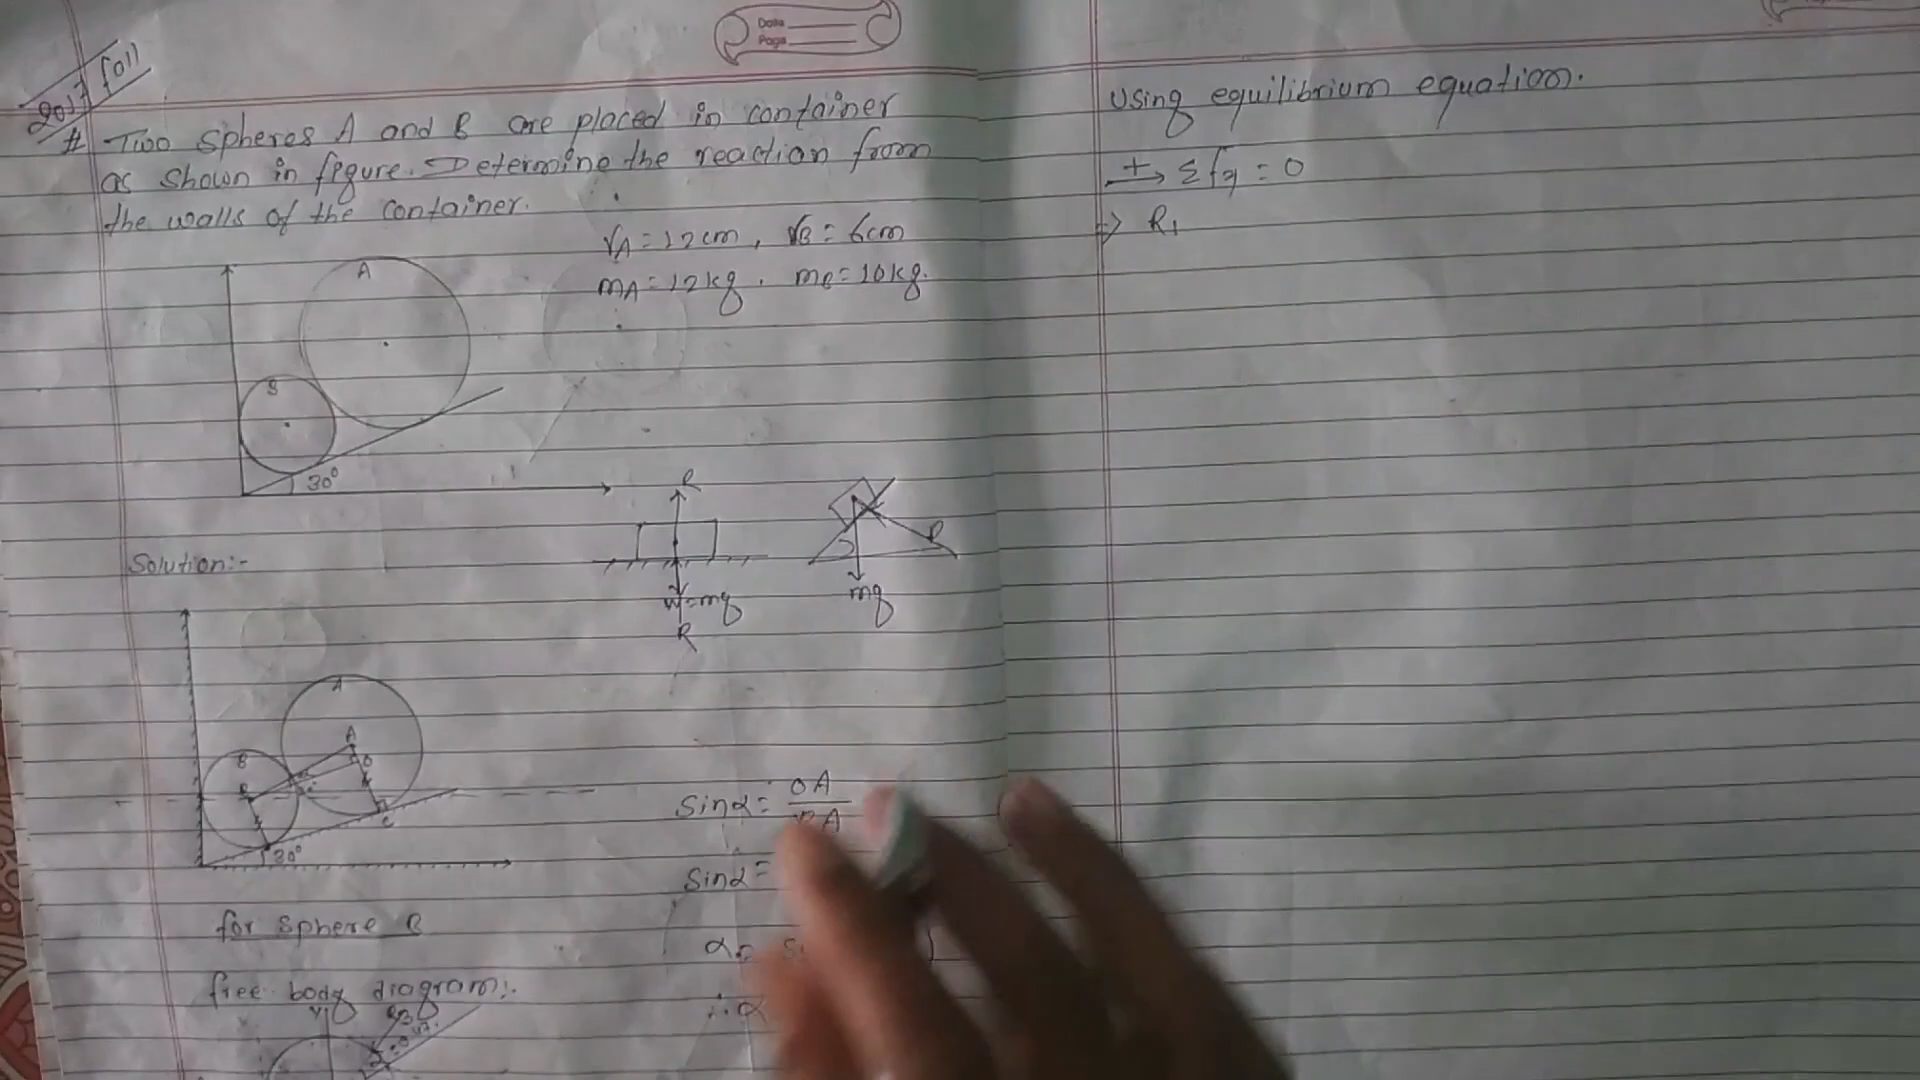 Date
Page
2017 fall
# Two spheres A and B are placed in container
as shown in figure. Determine the reaction from
the walls of the container.
rA = 12cm, rB = 6cm
mA = 12kg, mB = 10kg.
A
B
30°
R
R
W=mg
mg
R
Solution:-
A
A
B
O
B
C
30°
sinα = OA
sinα =
for sphere B
free body diagram:-
∴ α
Using equilibrium equation.
+→ Σfx = 0
⇒ R1